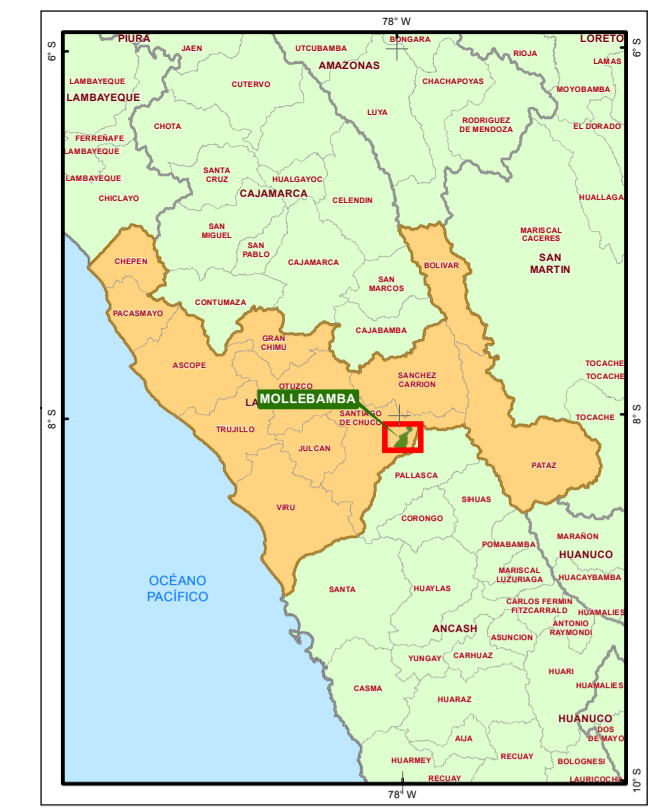 78° W
PIURA
BONGARA
LORETO
6° S
6° S
JAEN
UTCUBAMBA
RIOJA
LAMAS
AMAZONAS
LAMBAYEQUE
CUTERVO
CHACHAPOYAS
MOYOBAMBA
LAMBAYEQUE
LUYA
CHOTA
RODRIGUEZ
DE MENDOZA
EL DORADO
FERREÑAFE
LAMBAYEQUE
SANTA
CRUZ
HUALGAYOC
LAMBAYEQUE
CAJAMARCA
CELENDIN
CHICLAYO
HUALLAGA
SAN
MIGUEL
MARISCAL
CACERES
SAN
PABLO
CHEPEN
CAJAMARCA
BOLIVAR
SAN
MARTIN
SAN
MARCOS
CONTUMAZA
PACASMAYO
CAJABAMBA
GRAN
CHIMU
ASCOPE
TOCACHE
SANCHEZ
CARRION
TOCACHE
OTUZCO
LA
MOLLEBAMBA
SANTIAGO
DE CHUCO
TOCACHE
8° S
8° S
TRUJILLO
JULCAN
PATAZ
PALLASCA
SIHUAS
VIRU
CORONGO
MARAÑON
POMABAMBA
HUANUCO
MARISCAL
LUZURIAGA
HUACAYBAMBA
OCÉANO
PACÍFICO
SANTA
HUAYLAS
CARLOS FERMIN
FITZCARRALD
HUAMALIES
ANTONIO
RAYMONDI
ANCASH
ASUNCION
YUNGAY
CARHUAZ
HUARI
CASMA
HUAMALIES
HUARAZ
HUANUCO
DOS
DE MAYO
AIJA
HUARMEY
RECUAY
BOLOGNESI
RECUAY
LAURICOCHA
10° S
78° W